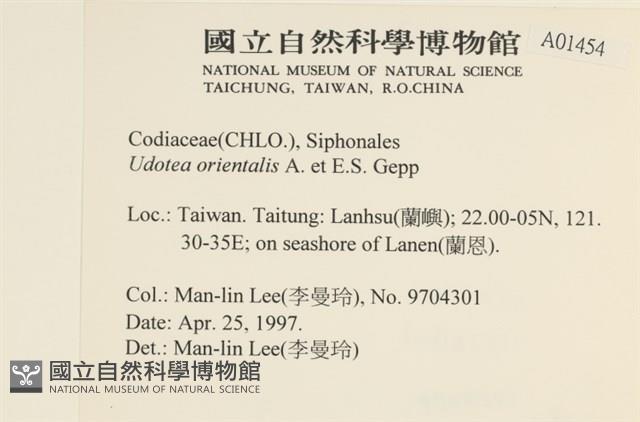 國立自然科學博物館
A01454
NATIONAL MUSEUM OF NATURAL SCIENCE
TAICHUNG, TAIWAN, R.O.CHINA
Codiaceae(CHLO.), Siphonales
Udotea orientalis A. et E.S. Gepp
Loc.: Taiwan. Taitung: Lanhsu(蘭嶼); 22.00-05N, 121.
30-35E; on seashore of Lanen(蘭恩).
Col.: Man-lin Lee(李曼玲), No. 9704301
Date: Apr. 25, 1997.
Det.: Man-lin Lee(李曼玲)
國立自然科學博物館
NATIONAL MUSEUM OF NATURAL SCIENCE